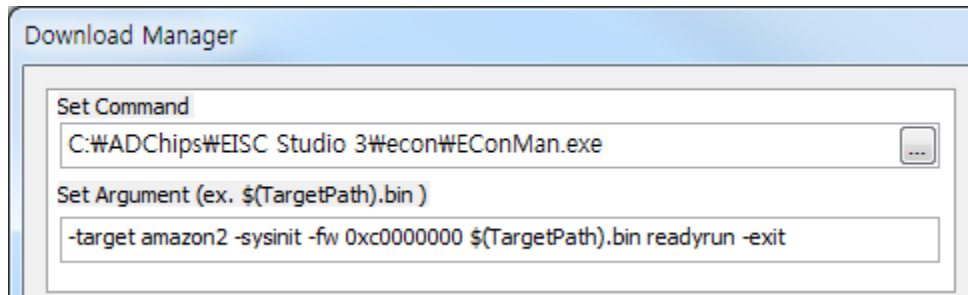 Download Manager
Set Command
C:₩ADChips₩EISC Studio 3₩econ₩EConMan.exe
...
Set Argument (ex. $(TargetPath).bin )
-target amazon2 -sysinit -fw 0xc0000000 $(TargetPath).bin readyrun -exit